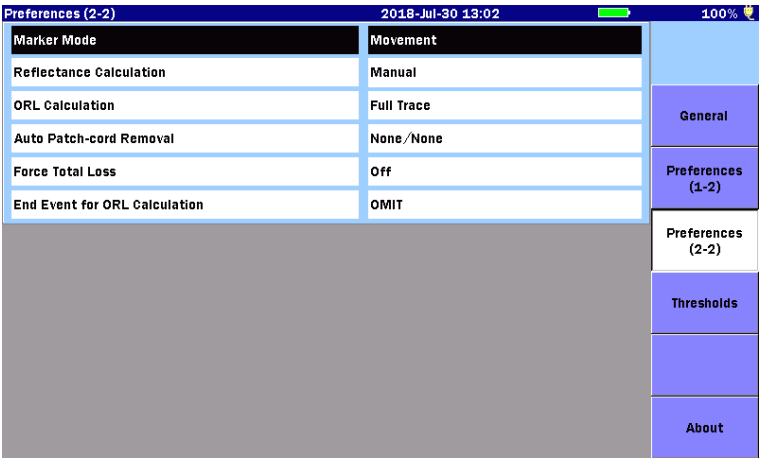 Preferences (2-2) 2018-Jul-30 13:02 100%
Marker Mode Movement
Reflectance Calculation Manual
ORL Calculation Full Trace
Auto Patch-cord Removal None/None
Force Total Loss Off
End Event for ORL Calculation OMIT
General
Preferences
(1-2)
Preferences
(2-2)
Thresholds
About